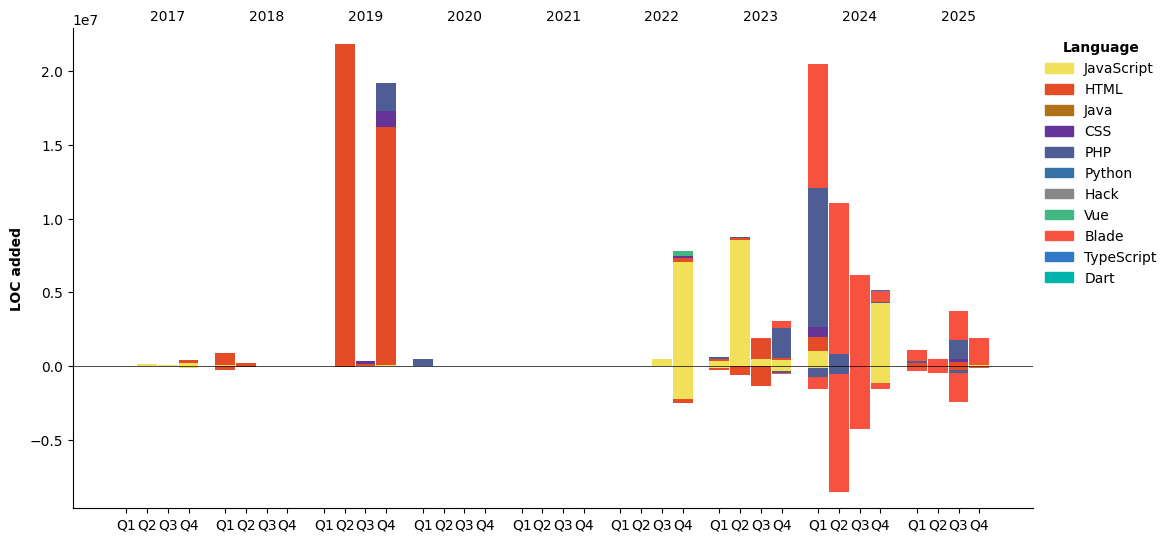 2017 2018 2019 2020 2021 2022 2023 2024 2025
1e7
Language
JavaScript
HTML
Java
CSS
PHP
Python
Hack
Vue
Blade
TypeScript
Dart
LOC added
2.0
1.5
1.0
0.5
0.0
−0.5
Q1 Q2 Q3 Q4 Q1 Q2 Q3 Q4 Q1 Q2 Q3 Q4 Q1 Q2 Q3 Q4 Q1 Q2 Q3 Q4 Q1 Q2 Q3 Q4 Q1 Q2 Q3 Q4 Q1 Q2 Q3 Q4 Q1 Q2 Q3 Q4